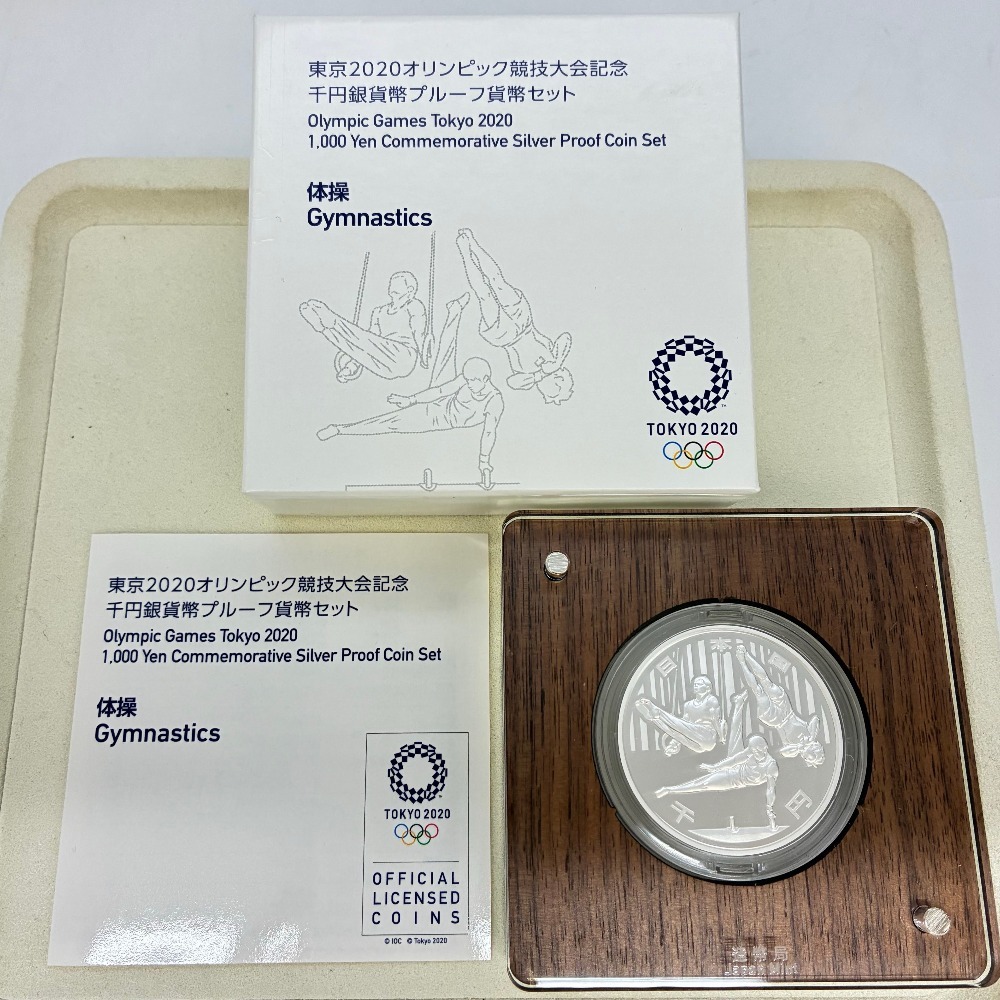 東京2020オリンピック競技大会記念
千円銀貨幣プルーフ貨幣セット
Olympic Games Tokyo 2020
1,000 Yen Commemorative Silver Proof Coin Set
体操
Gymnastics
TOKYO 2020
東京2020オリンピック競技大会記念
千円銀貨幣プルーフ貨幣セット
Olympic Games Tokyo 2020
1,000 Yen Commemorative Silver Proof Coin Set
体操
Gymnastics
TOKYO 2020
OFFICIAL
LICENSED
COINS
© IOC © Tokyo 2020
日本国
千円
造幣局
Japan Mint